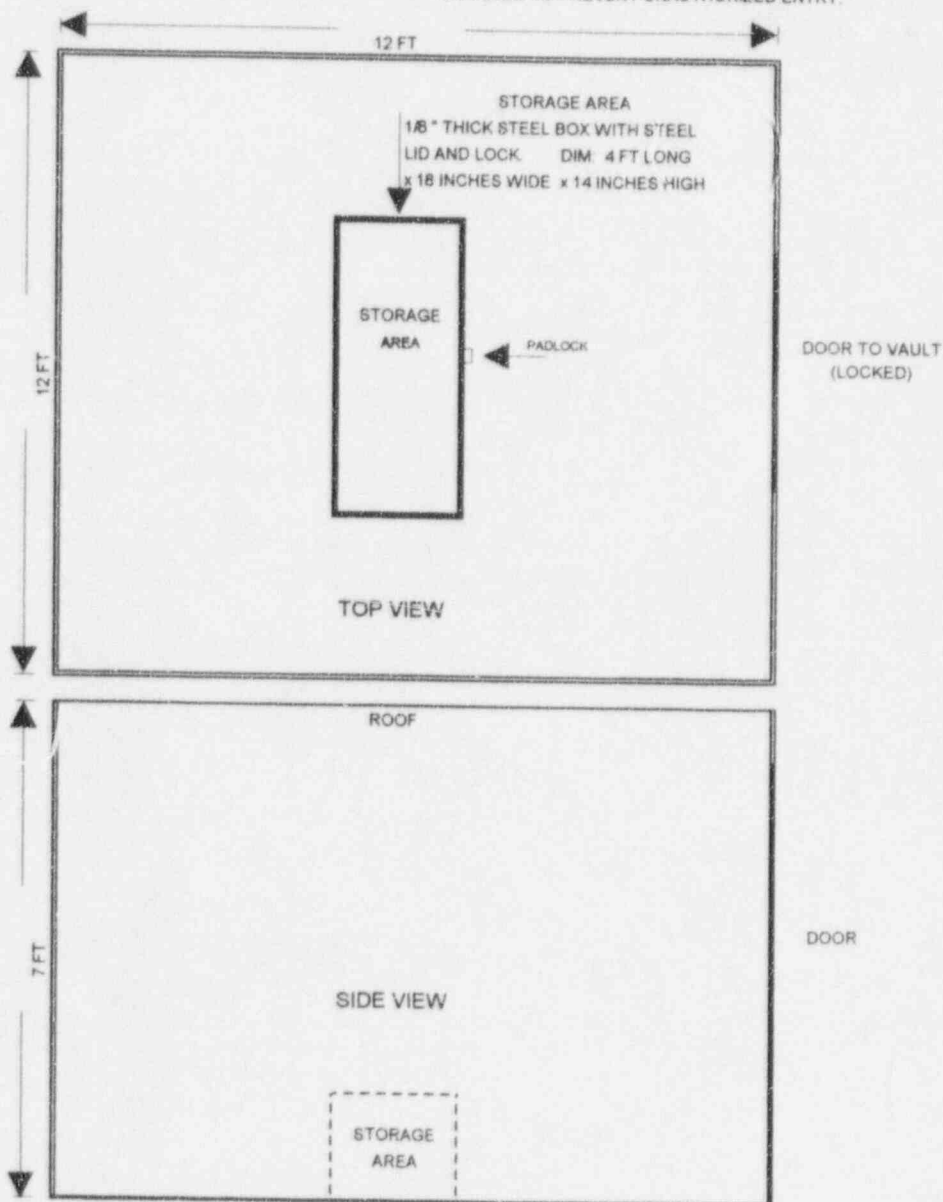 UNAUTHORIZED ENTRY.
12 FT
STORAGE AREA
1/8 " THICK STEEL BOX WITH STEEL
LID AND LOCK. DIM: 4 FT LONG
x 18 INCHES WIDE x 14 INCHES HIGH
STORAGE
AREA
PADLOCK
12 FT
DOOR TO VAULT
(LOCKED)
TOP VIEW
ROOF
7 FT
DOOR
SIDE VIEW
STORAGE
AREA